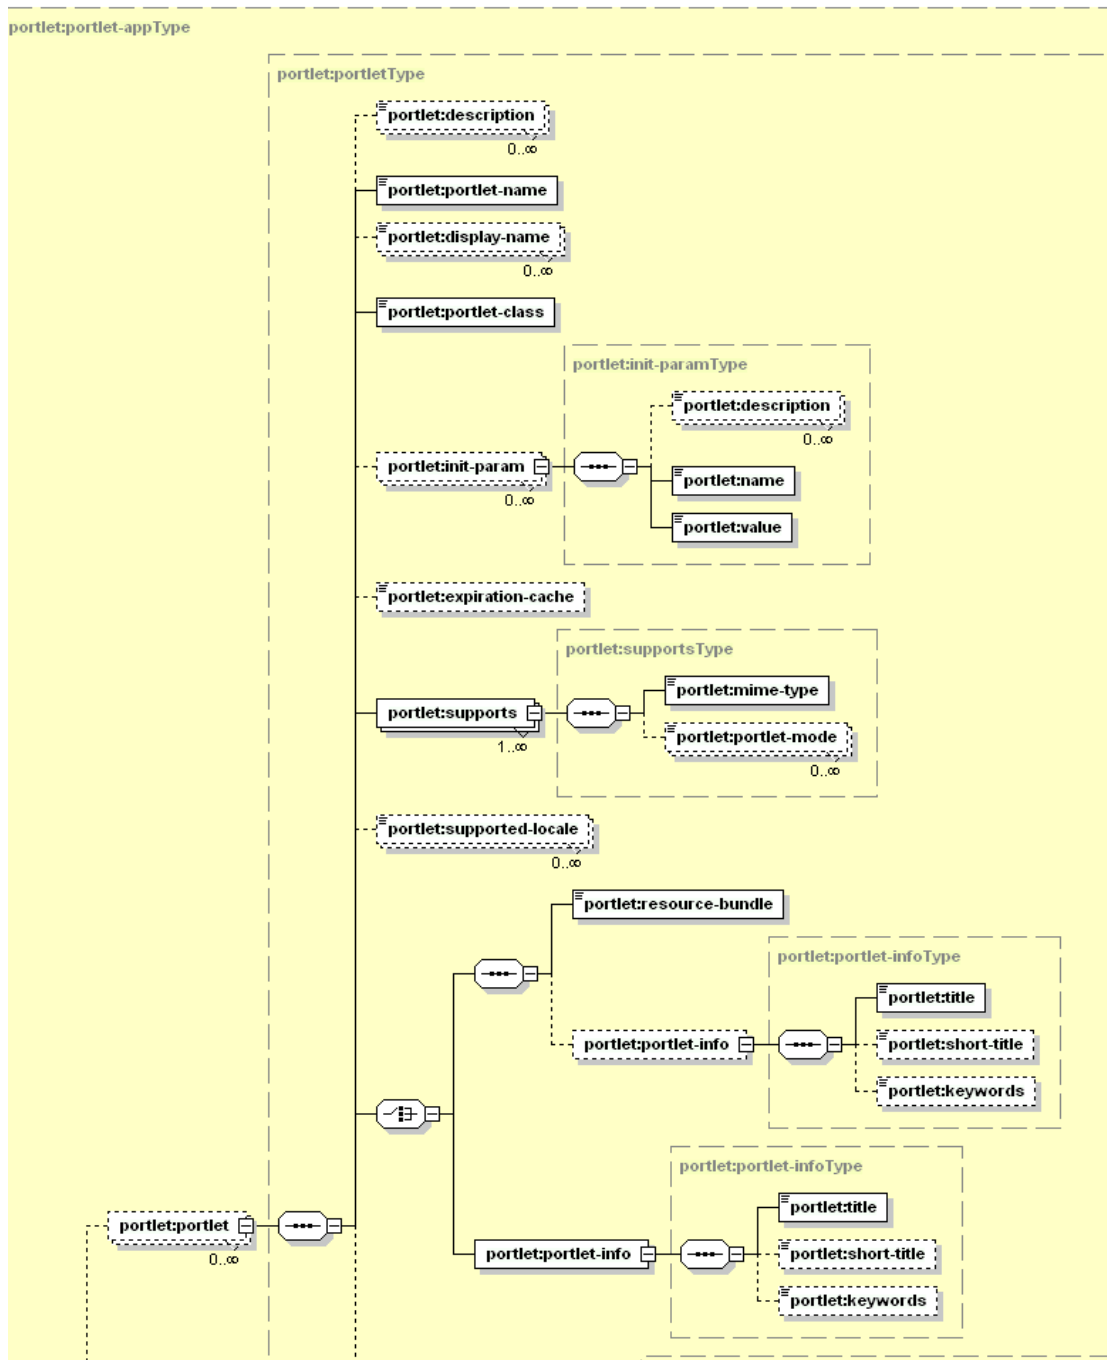 portlet:portlet-appType
portlet:portletType
portlet:description
0..∞
portlet:portlet-name
portlet:display-name
0..∞
portlet:portlet-class
portlet:init-paramType
portlet:description
0..∞
portlet:init-param
0..∞
portlet:name
portlet:value
portlet:expiration-cache
portlet:supportsType
portlet:mime-type
portlet:supports
1..∞
portlet:portlet-mode
0..∞
portlet:supported-locale
0..∞
portlet:resource-bundle
portlet:portlet-infoType
portlet:title
portlet:portlet-info
portlet:short-title
portlet:keywords
portlet:portlet-infoType
portlet:title
portlet:portlet
0..∞
portlet:portlet-info
portlet:short-title
portlet:keywords